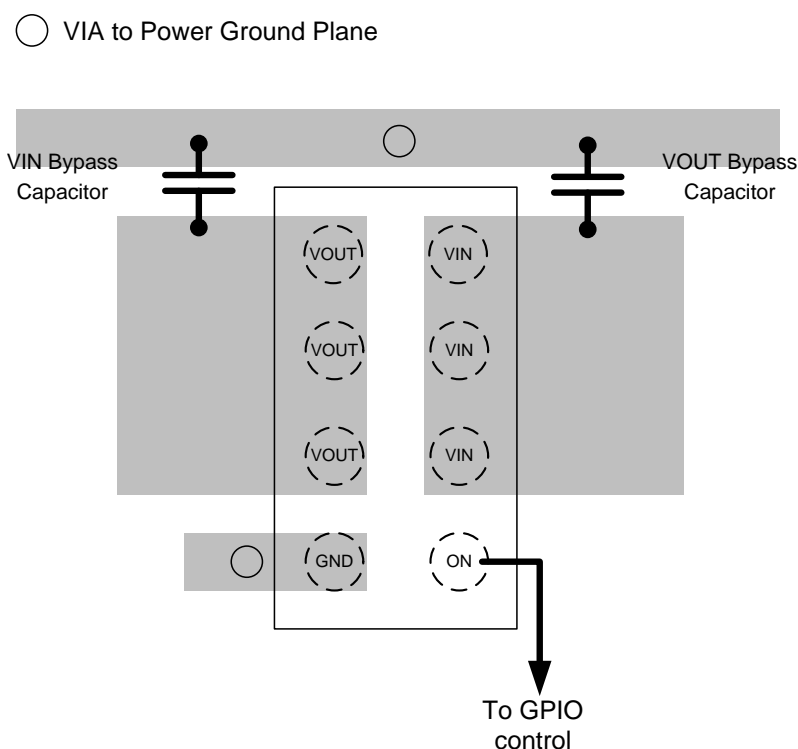 VIA to Power Ground Plane
VIN Bypass
Capacitor
VOUT Bypass
Capacitor
VOUT
VIN
VOUT
VIN
VOUT
VIN
GND
ON
To GPIO
control